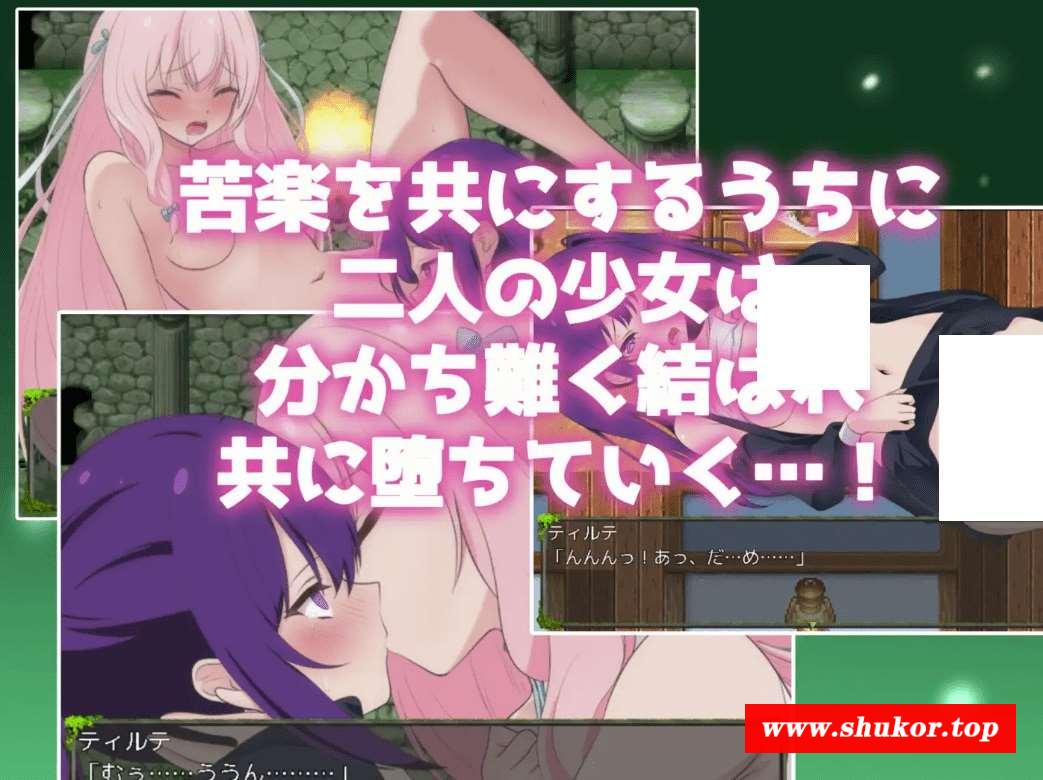 苦楽を共にするうちに
二人の少女は
分かち難く結ばれ
共に堕ちていく…！
ティルテ
「んんんっ！あっ、だ…め……」
ティルテ
「むぅ……ううん………」
www.shukor.top